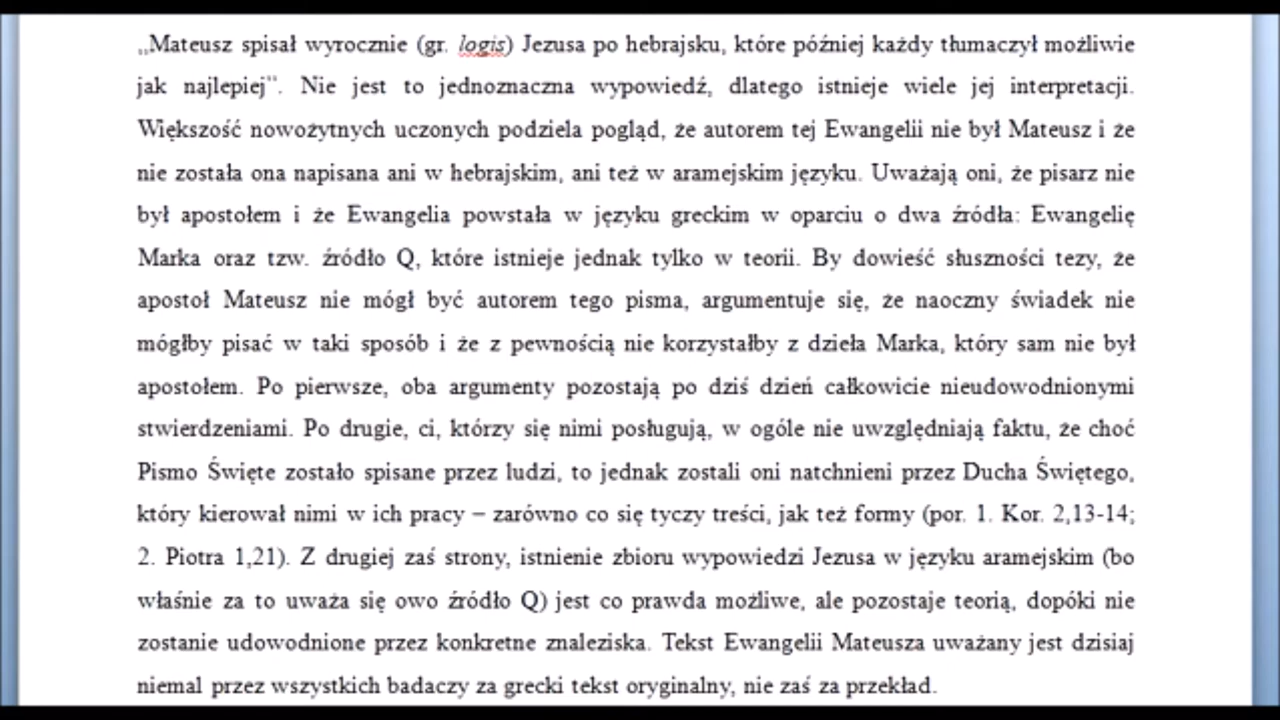 „Mateusz spisał wyrocznie (gr. logis) Jezusa po hebrajsku, które później każdy tłumaczył możliwie
jak najlepiej”. Nie jest to jednoznaczna wypowiedź, dlatego istnieje wiele jej interpretacji.
Większość nowożytnych uczonych podziela pogląd, że autorem tej Ewangelii nie był Mateusz i że
nie została ona napisana ani w hebrajskim, ani też w aramejskim języku. Uważają oni, że pisarz nie
był apostołem i że Ewangelia powstała w języku greckim w oparciu o dwa źródła: Ewangelię
Marka oraz tzw. źródło Q, które istnieje jednak tylko w teorii. By dowieść słuszności tezy, że
apostoł Mateusz nie mógł być autorem tego pisma, argumentuje się, że naoczny świadek nie
mógłby pisać w taki sposób i że z pewnością nie korzystałby z dzieła Marka, który sam nie był
apostołem. Po pierwsze, oba argumenty pozostają po dziś dzień całkowicie nieudowodnionymi
stwierdzeniami. Po drugie, ci, którzy się nimi posługują, w ogóle nie uwzględniają faktu, że choć
Pismo Święte zostało spisane przez ludzi, to jednak zostali oni natchnieni przez Ducha Świętego,
który kierował nimi w ich pracy – zarówno co się tyczy treści, jak też formy (por. 1. Kor. 2,13-14;
2. Piotra 1,21). Z drugiej zaś strony, istnienie zbioru wypowiedzi Jezusa w języku aramejskim (bo
właśnie za to uważa się owo źródło Q) jest co prawda możliwe, ale pozostaje teorią, dopóki nie
zostanie udowodnione przez konkretne znaleziska. Tekst Ewangelii Mateusza uważany jest dzisiaj
niemal przez wszystkich badaczy za grecki tekst oryginalny, nie zaś za przekład.